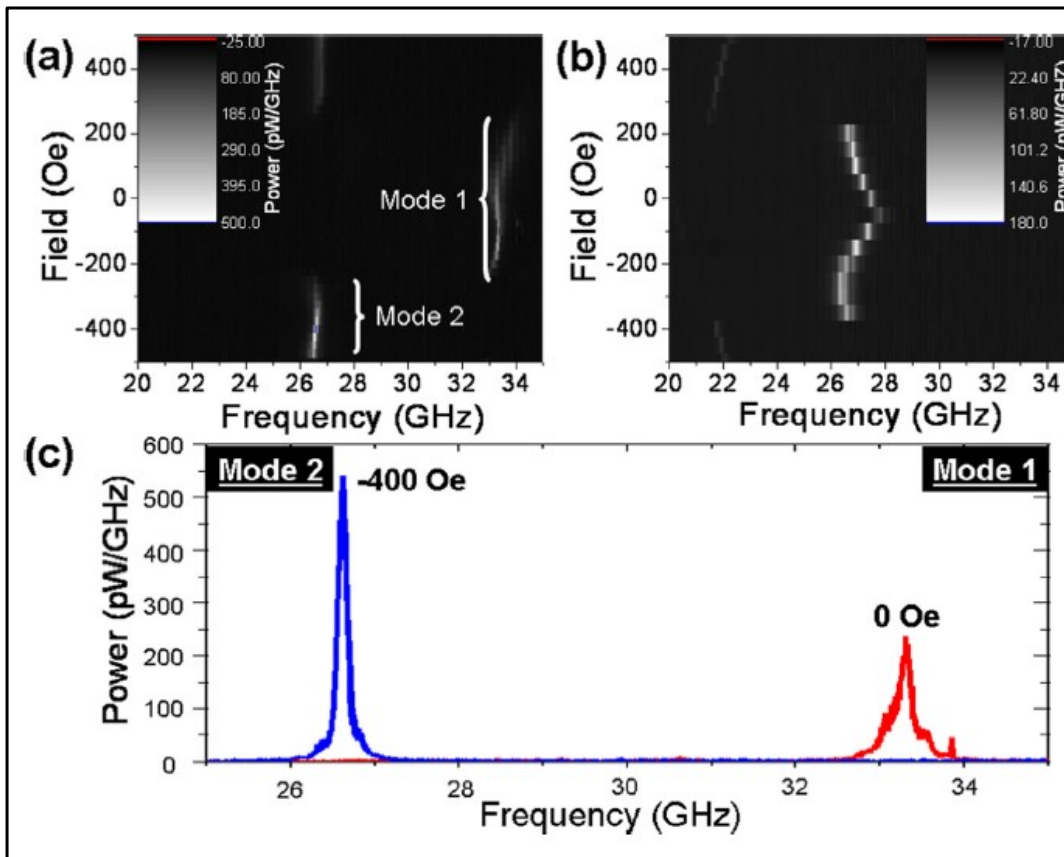 (a)
-25.00
80.00
185.0
290.0
395.0
500.0
Power (pW/GHz)
400
200
0
-200
-400
Field (Oe)
Mode 1
Mode 2
20 22 24 26 28 30 32 34
Frequency (GHz)
(b)
-17.00
22.40
61.80
101.2
140.6
180.0
Power (pW/GHZ)
400
200
0
-200
-400
Field (Oe)
20 22 24 26 28 30 32 34
Frequency (GHz)
(c)
600
500
400
300
200
100
0
Power (pW/GHz)
Mode 2
-400 Oe
Mode 1
0 Oe
26 28 30 32 34
Frequency (GHz)